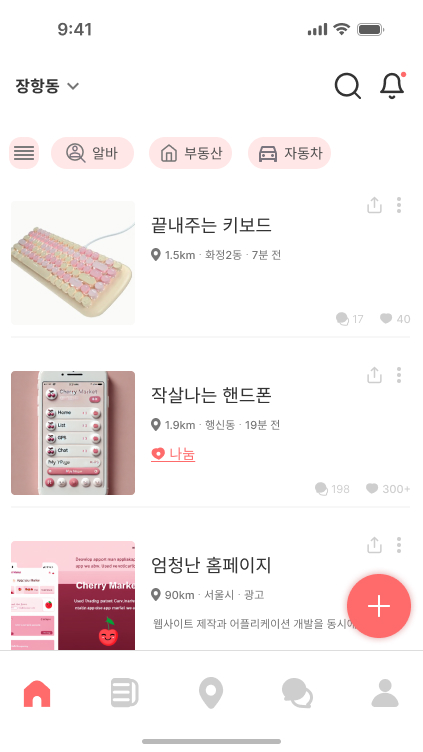 9:41
장항동
알바
부동산
자동차
끝내주는 키보드
1.5km · 화정2동 · 7분 전
17
40
작살나는 핸드폰
1.9km · 행신동 · 19분 전
나눔
198
300+
Cherry Market
Home
List
GPS
Chat
My YPage
엄청난 홈페이지
90km · 서울시 · 광고
웹사이트 제작과 어플리케이션 개발을 동시에
Cherry Marke